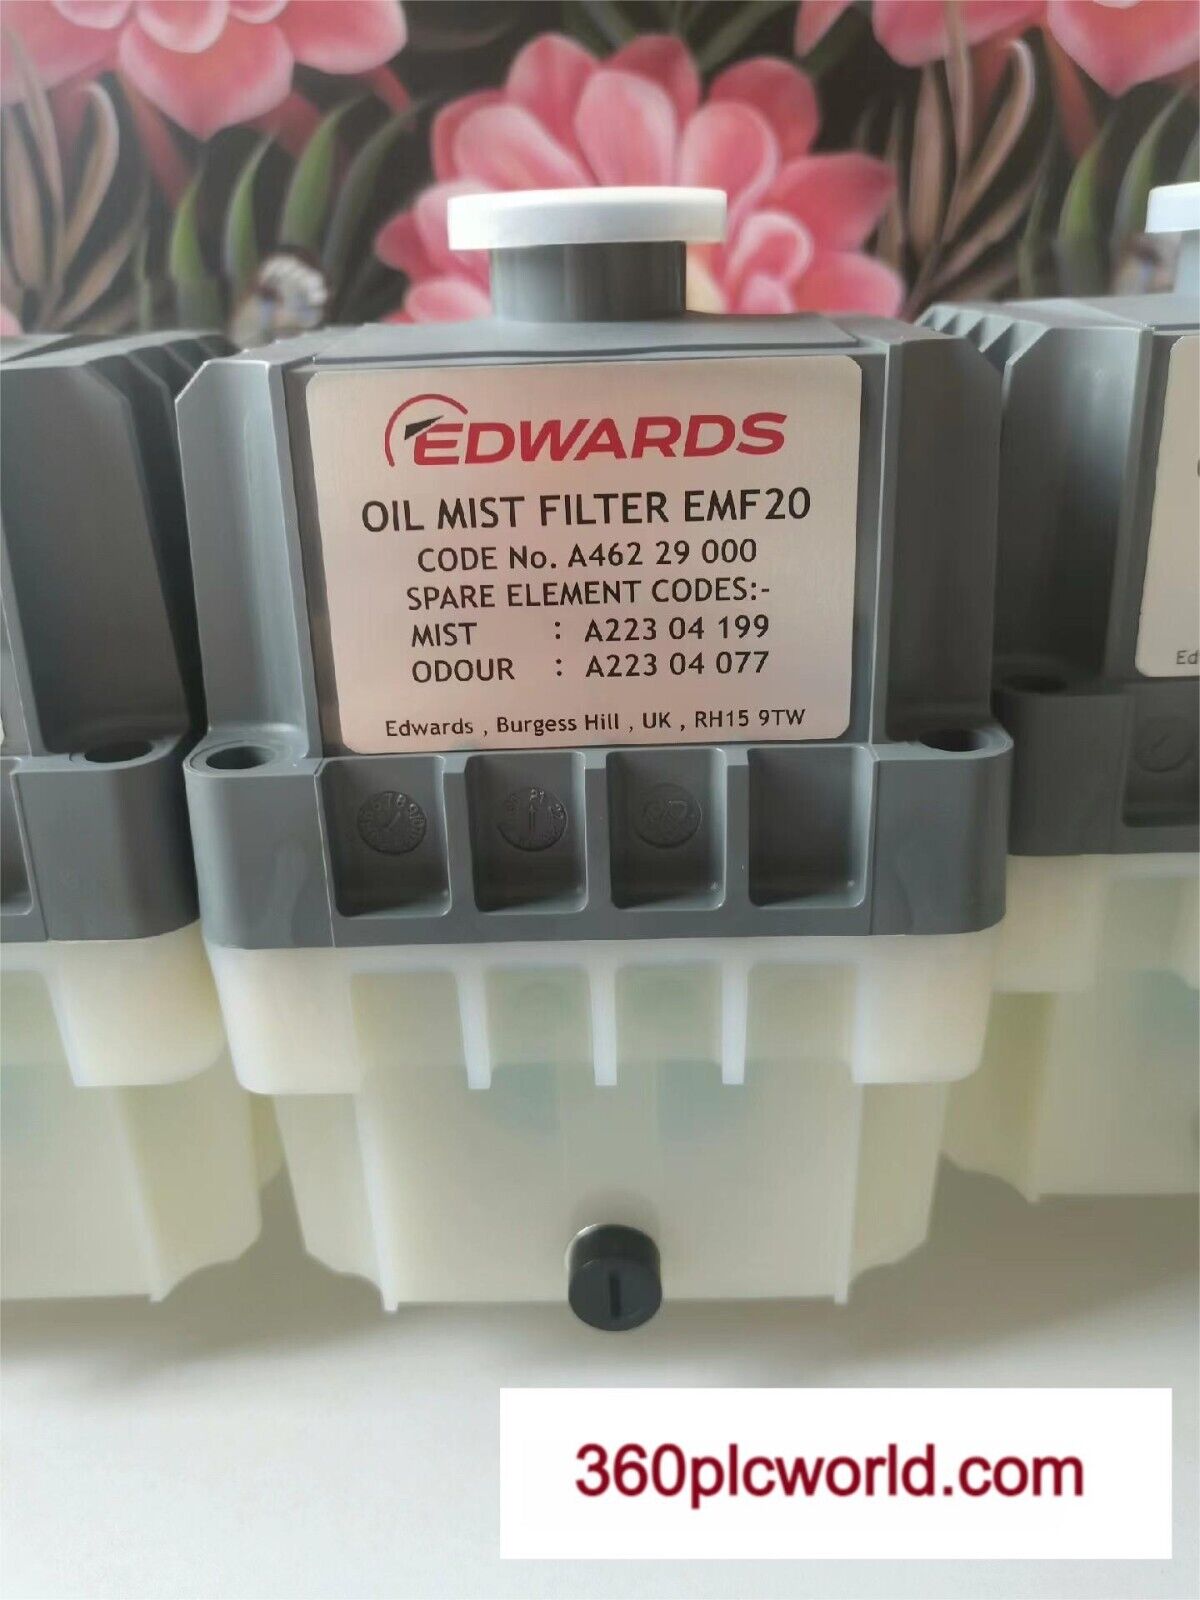 EDWARDS
OIL MIST FILTER EMF20
CODE No. A462 29 000
SPARE ELEMENT CODES:-
MIST : A223 04 199
ODOUR : A223 04 077
Edwards , Burgess Hill , UK , RH15 9TW
Ed
360plcworld.com